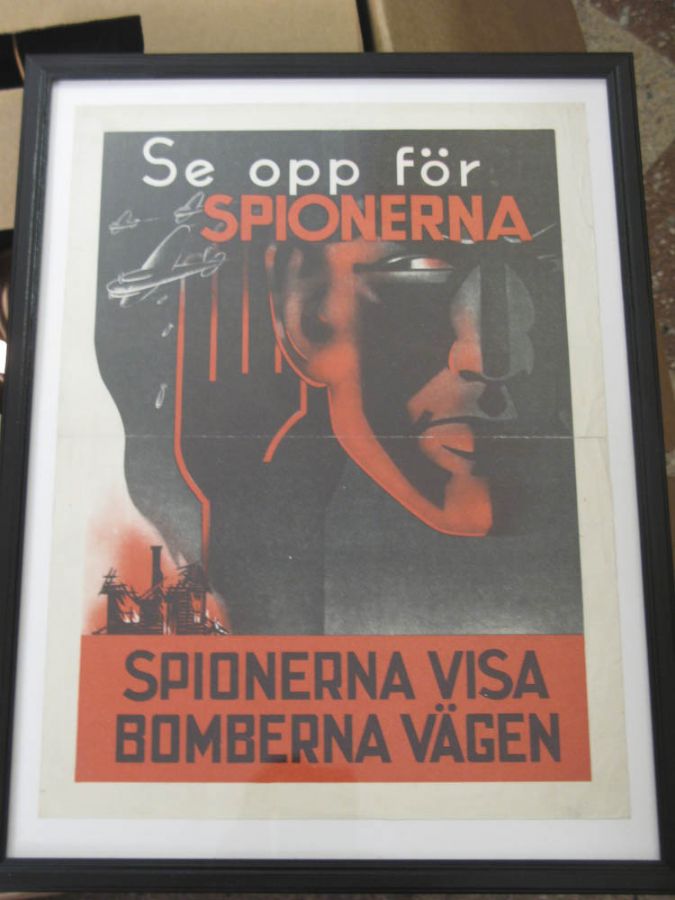 Se opp för
SPIONERNA
SPIONERNA VISA
BOMBERNA VÄGEN